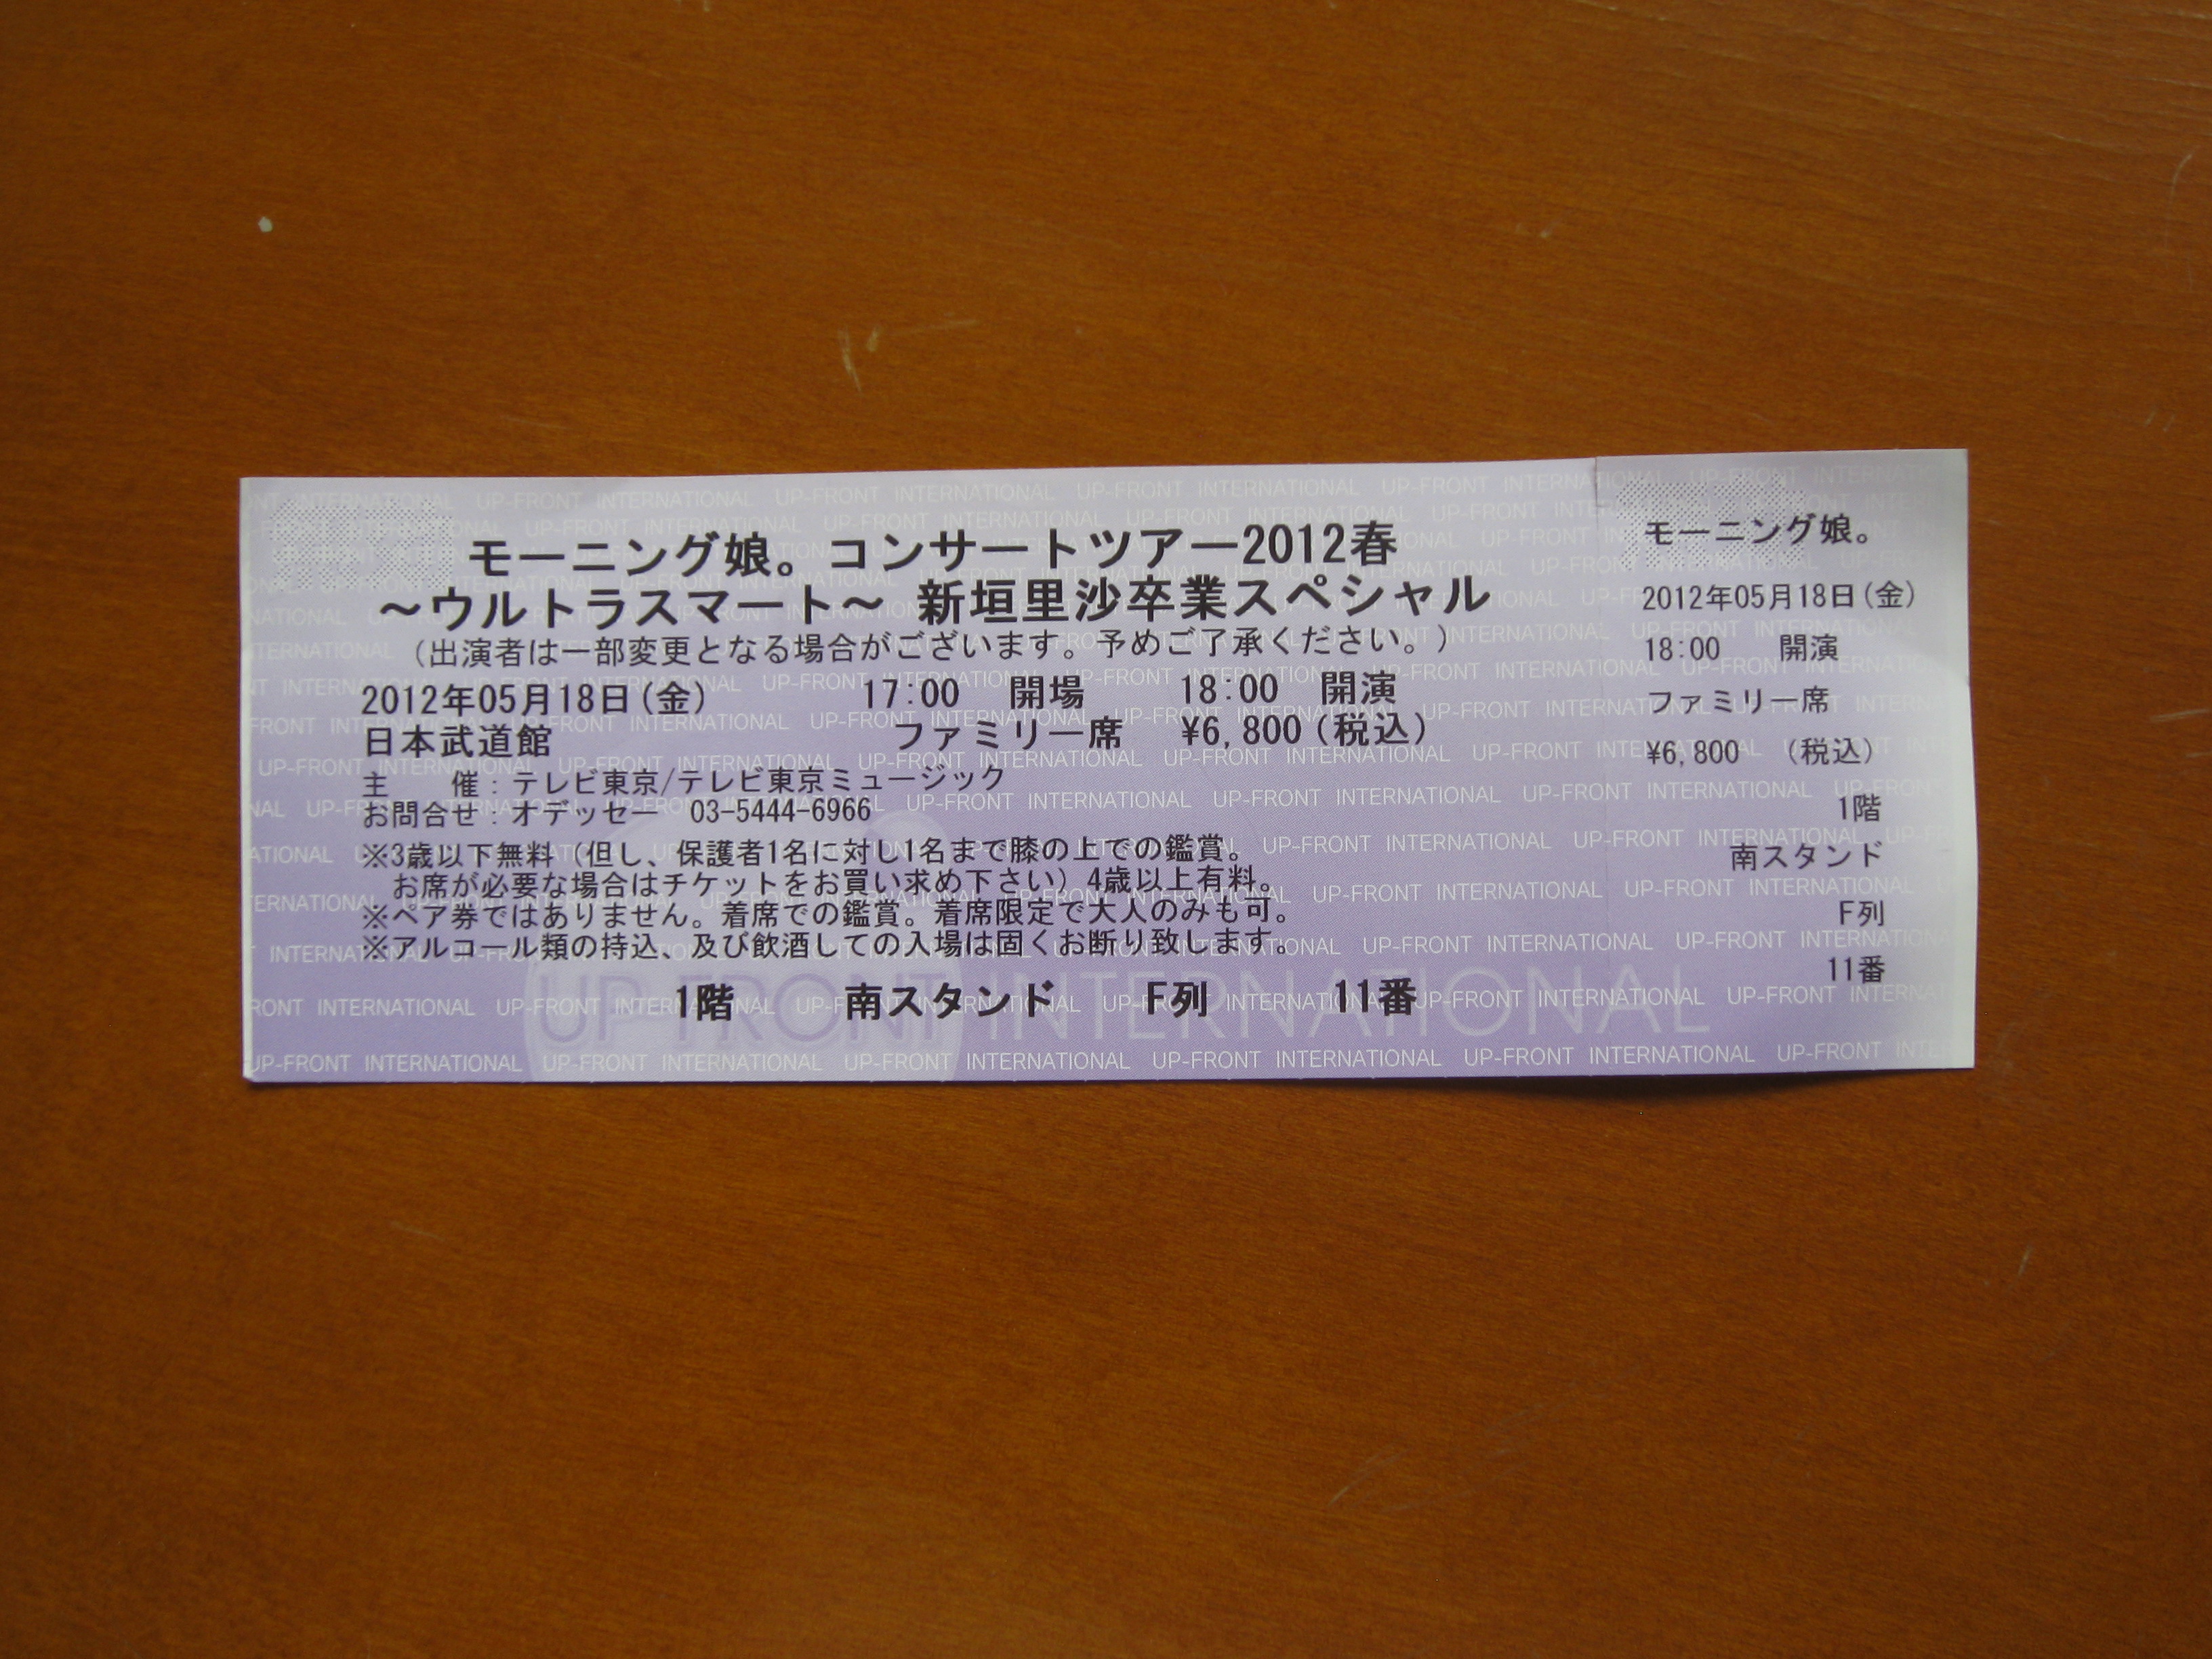 モーニング娘。コンサートツアー2012春
～ウルトラスマート～ 新垣里沙卒業スペシャル
（出演者は一部変更となる場合がございます。予めご了承ください。）
2012年05月18日(金) 17:00 開場 18:00 開演
日本武道館 ファミリー席 ¥6,800(税込)
主 催:テレビ東京/テレビ東京ミュージック
お問合せ:オデッセー 03-5444-6966
※3歳以下無料（但し、保護者1名に対し1名まで膝の上での鑑賞。
お席が必要な場合はチケットをお買い求め下さい）4歳以上有料。
※ペア券ではありません。着席での鑑賞。着席限定で大人のみも可。
※アルコール類の持込、及び飲酒しての入場は固くお断り致します。
1階 南スタンド F列 11番
UP-FRONT INTERNATIONAL
モーニング娘。
2012年05月18日(金)
18:00 開演
ファミリー席
¥6,800 (税込)
1階
南スタンド
F列
11番